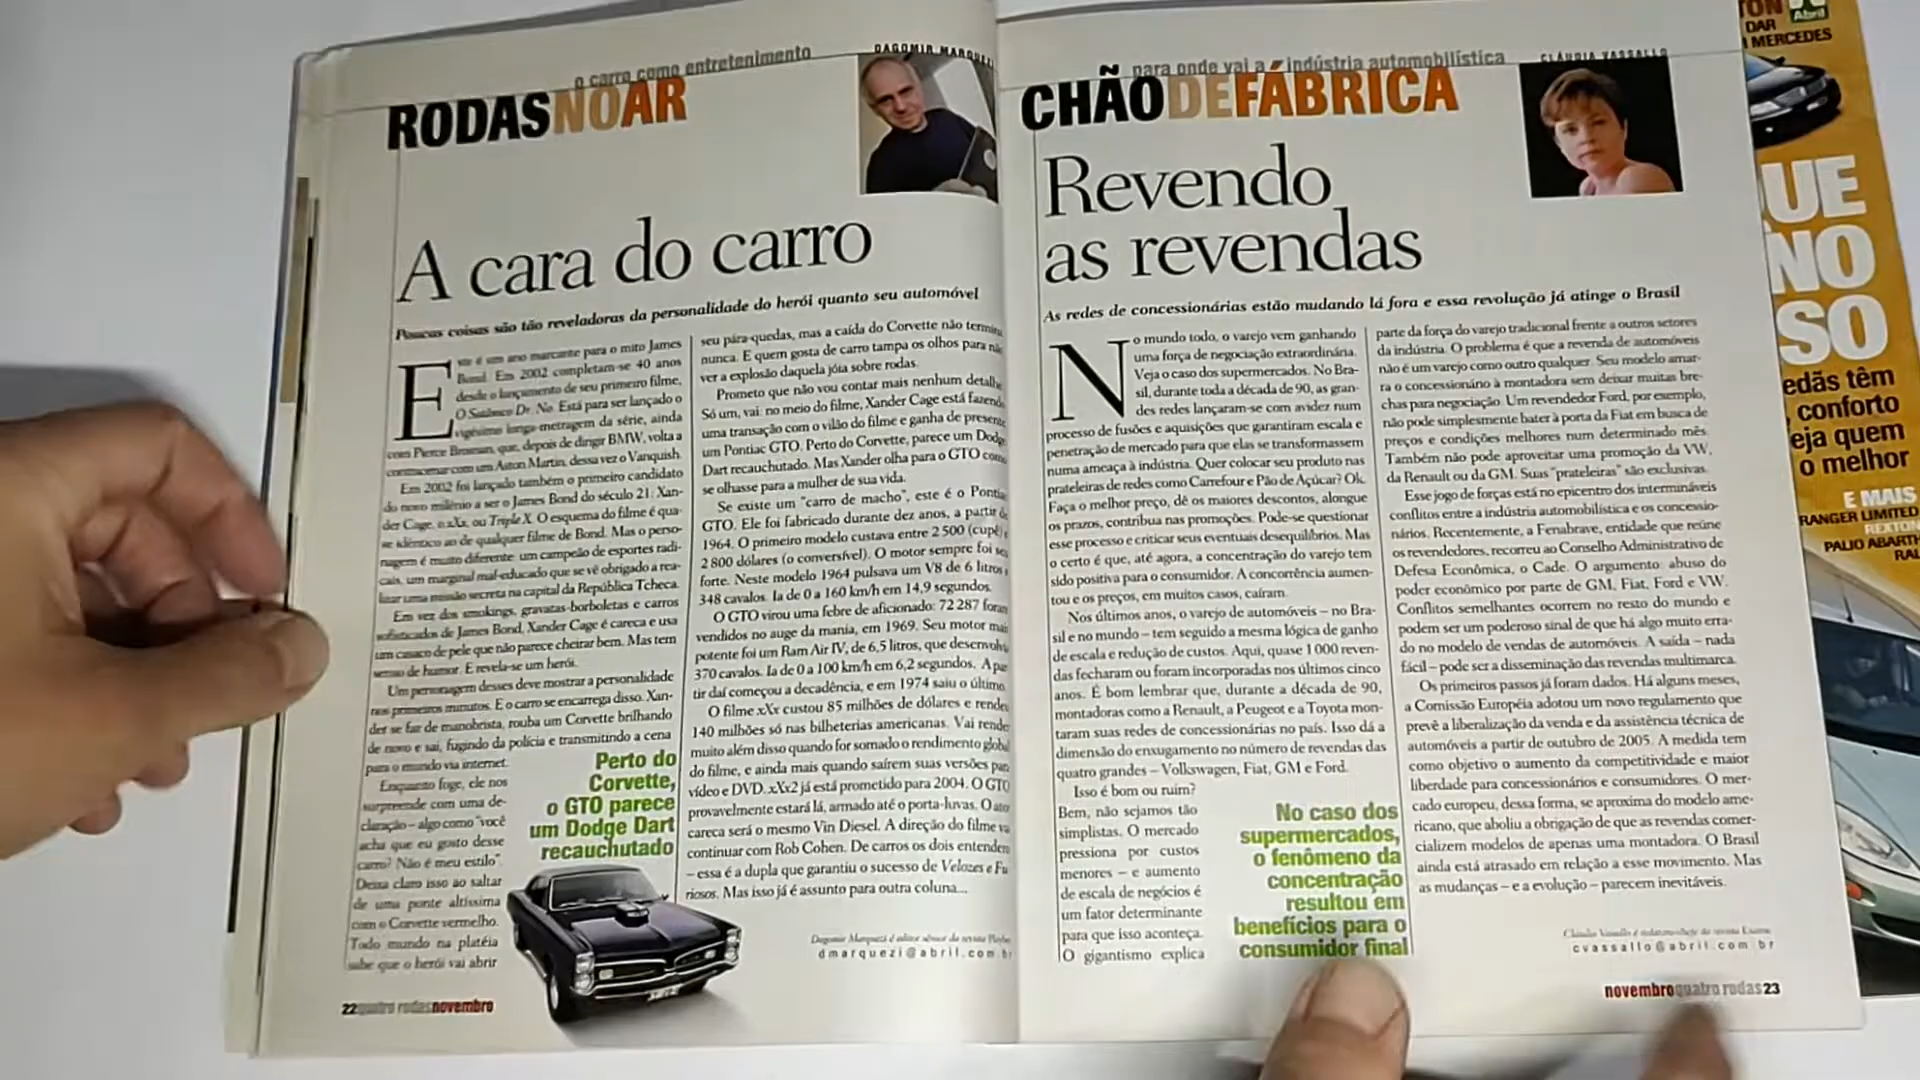 o carro como entretenimento
DAGOMIR MARQUEZI
RODASNOAR
A cara do carro
Poucas coisas são tão reveladoras da personalidade do herói quanto seu automóvel
Este é um ano marcante para o mito James
Bond. Em 2002 completam-se 40 anos
desde o lançamento de seu primeiro filme,
O Satânico Dr. No. Está para ser lançado o
vigésimo longa-metragem da série, ainda
com Pierce Brosnan, que, depois de dirigir BMW, volta a
contracenar com um Aston Martin, dessa vez o Vanquish.
Em 2002 foi lançado também o primeiro candidato
do novo milênio a ser o James Bond do século 21: Xan-
der Cage, o xXx, ou Triple X. O esquema do filme é qua-
se idêntico ao de qualquer filme de Bond. Mas o perso-
nagem é muito diferente: um campeão de esportes radi-
cais, um marginal mal-educado que se vê obrigado a rea-
lizar uma missão secreta na capital da República Tcheca.
Em vez dos smokings, gravatas-borboletas e carros
sofisticados de James Bond, Xander Cage é careca e usa
um casaco de pele que não parece cheirar bem. Mas tem
senso de humor. E revela-se um herói.
Um personagem desses deve mostrar a personalidade
nos primeiros minutos. E o carro se encarrega disso. Xan-
der se faz de manobrista, rouba um Corvette brilhando
de novo e sai, fugindo da polícia e transmitindo a cena
para o mundo via internet.
Enquanto foge, ele nos
surpreende com uma de-
claração – algo como "você
acha que eu gosto desse
carro? Não é meu estilo".
Deixa claro isso ao saltar
de uma ponte altíssima
com o Corvette vermelho.
Todo mundo na platéia
sabe que o herói vai abrir
Perto do
Corvette,
o GTO parece
um Dodge Dart
recauchutado
seu pára-quedas, mas a caída do Corvette não termina
nunca. E quem gosta de carro tampa os olhos para não
ver a explosão daquela jóia sobre rodas.
Prometo que não vou contar mais nenhum detalhe.
Só um, vai: no meio do filme, Xander Cage está fazendo
uma transação com o vilão do filme e ganha de presente
um Pontiac GTO. Perto do Corvette, parece um Dodge
Dart recauchutado. Mas Xander olha para o GTO como
se olhasse para a mulher de sua vida.
Se existe um "carro de macho", este é o Pontiac
GTO. Ele foi fabricado durante dez anos, a partir de
1964. O primeiro modelo custava entre 2 500 (cupê) e
2 800 dólares (o conversível). O motor sempre foi seu
forte. Neste modelo 1964 pulsava um V8 de 6 litros e
348 cavalos. Ia de 0 a 160 km/h em 14,9 segundos.
O GTO virou uma febre de aficionado: 72 287 foram
vendidos no auge da mania, em 1969. Seu motor mais
potente foi um Ram Air IV, de 6,5 litros, que desenvolvia
370 cavalos. Ia de 0 a 100 km/h em 6,2 segundos. A par
tir daí começou a decadência, e em 1974 saiu o último.
O filme xXx custou 85 milhões de dólares e rendeu
140 milhões só nas bilheterias americanas. Vai render
muito além disso quando for somado o rendimento global
do filme, e ainda mais quando saírem suas versões para
vídeo e DVD. xXx2 já está prometido para 2004. O GTO
provavelmente estará lá, armado até o porta-luvas. O ator
careca será o mesmo Vin Diesel. A direção do filme vai
continuar com Rob Cohen. De carros os dois entendem
– essa é a dupla que garantiu o sucesso de Velozes e Fu
riosos. Mas isso já é assunto para outra coluna...
Dagomir Marquezi é editor sênior da revista Playboy
dmarquezi@abril.com.br
22quatro rodasnovembro
para onde vai a indústria automobilística
CLÁUDIA VASSALLO
CHÃODEFÁBRICA
Revendo
as revendas
As redes de concessionárias estão mudando lá fora e essa revolução já atinge o Brasil
No mundo todo, o varejo vem ganhando
uma força de negociação extraordinária.
Veja o caso dos supermercados. No Bra-
sil, durante toda a década de 90, as gran-
des redes lançaram-se com avidez num
processo de fusões e aquisições que garantiram escala e
penetração de mercado para que elas se transformassem
numa ameaça à indústria. Quer colocar seu produto nas
prateleiras de redes como Carrefour e Pão de Açúcar? Ok.
Faça o melhor preço, dê os maiores descontos, alongue
os prazos, contribua nas promoções. Pode-se questionar
esse processo e criticar seus eventuais desequilíbrios. Mas
o certo é que, até agora, a concentração do varejo tem
sido positiva para o consumidor. A concorrência aumen-
tou e os preços, em muitos casos, caíram.
Nos últimos anos, o varejo de automóveis – no Bra-
sil e no mundo – tem seguido a mesma lógica de ganho
de escala e redução de custos. Aqui, quase 1 000 reven-
das fecharam ou foram incorporadas nos últimos cinco
anos. É bom lembrar que, durante a década de 90,
montadoras como a Renault, a Peugeot e a Toyota mon-
taram suas redes de concessionárias no país. Isso dá a
dimensão do enxugamento no número de revendas das
quatro grandes – Volkswagen, Fiat, GM e Ford.
Isso é bom ou ruim?
Bem, não sejamos tão
simplistas. O mercado
pressiona por custos
menores – e aumento
de escala de negócios é
um fator determinante
para que isso aconteça.
O gigantismo explica
No caso dos
supermercados,
o fenômeno da
concentração
resultou em
benefícios para o
consumidor final
parte da força do varejo tradicional frente a outros setores
da indústria. O problema é que a revenda de automóveis
não é um varejo como outro qualquer. Seu modelo amar-
ra o concessionário à montadora sem deixar muitas bre-
chas para negociação. Um revendedor Ford, por exemplo,
não pode simplesmente bater à porta da Fiat em busca de
preços e condições melhores num determinado mês.
Também não pode aproveitar uma promoção da VW,
da Renault ou da GM. Suas "prateleiras" são exclusivas.
Esse jogo de forças está no epicentro dos intermináveis
conflitos entre a indústria automobilística e os concessio-
nários. Recentemente, a Fenabrave, entidade que reúne
os revendedores, recorreu ao Conselho Administrativo de
Defesa Econômica, o Cade. O argumento: abuso do
poder econômico por parte de GM, Fiat, Ford e VW.
Conflitos semelhantes ocorrem no resto do mundo e
podem ser um poderoso sinal de que há algo muito erra-
do no modelo de vendas de automóveis. A saída – nada
fácil – pode ser a disseminação das revendas multimarca.
Os primeiros passos já foram dados. Há alguns meses,
a Comissão Européia adotou um novo regulamento que
prevê a liberalização da venda e da assistência técnica de
automóveis a partir de outubro de 2005. A medida tem
como objetivo o aumento da competitividade e maior
liberdade para concessionários e consumidores. O mer-
cado europeu, dessa forma, se aproxima do modelo ame-
ricano, que aboliu a obrigação de que as revendas comer-
cializem modelos de apenas uma montadora. O Brasil
ainda está atrasado em relação a esse movimento. Mas
as mudanças – e a evolução – parecem inevitáveis.
Cláudia Vassallo é redatora-chefe da revista Exame
cvassallo@abril.com.br
novembroquatro rodas23
TON
Abril
DAR
MERCEDES
UE
NO
SO
edãs têm
conforto
eja quem
o melhor
E MAIS
RANGER LIMITED
REXTON
PALIO ABARTH
RAL